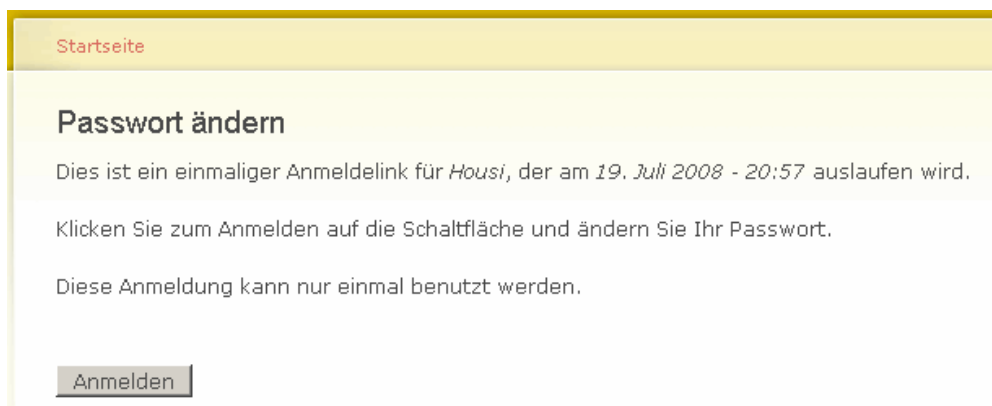 Startseite
Passwort ändern
Dies ist ein einmaliger Anmeldelink für Housi, der am 19. Juli 2008 - 20:57 auslaufen wird.
Klicken Sie zum Anmelden auf die Schaltfläche und ändern Sie Ihr Passwort.
Diese Anmeldung kann nur einmal benutzt werden.
Anmelden